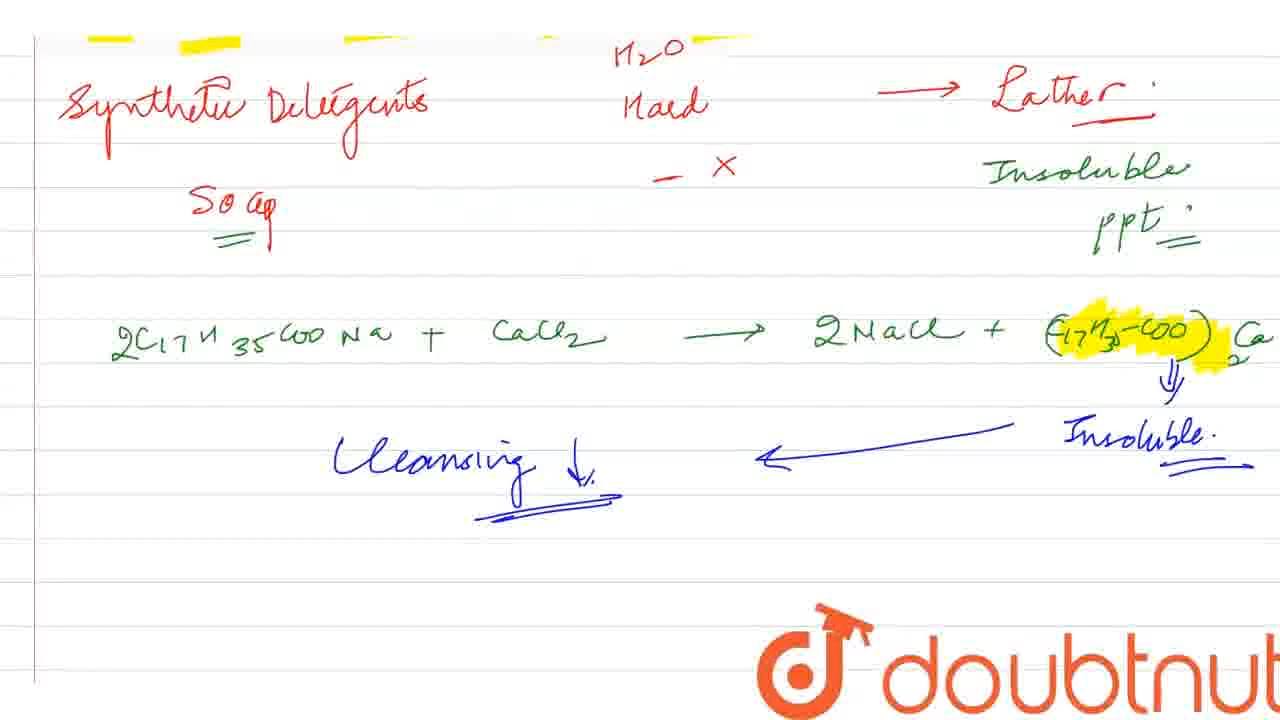 H2O
Synthetic Detergents Hard → Lather.
Soap – × Insoluble ppt.
2C17H35COONa + CaCl2 → 2NaCl + (C17H35-COO)2Ca
Cleansing ↓ ← Insoluble.
doubtnut